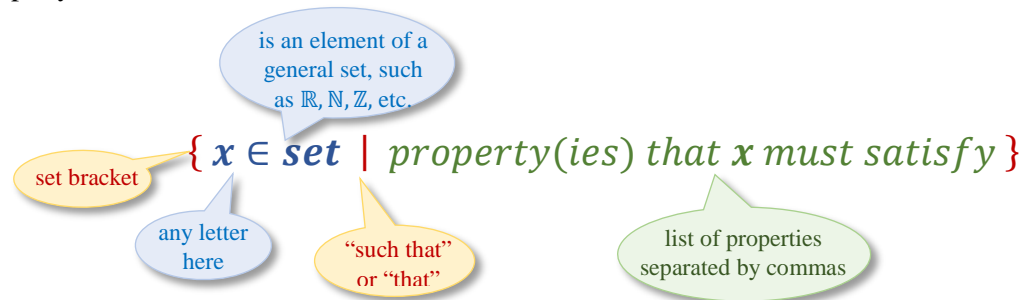 is an element of a
general set, such
as ℝ, ℕ, ℤ, etc.
{ x ∈ set | property(ies) that x must satisfy }
set bracket
any letter
here
“such that”
or “that”
list of properties
separated by commas